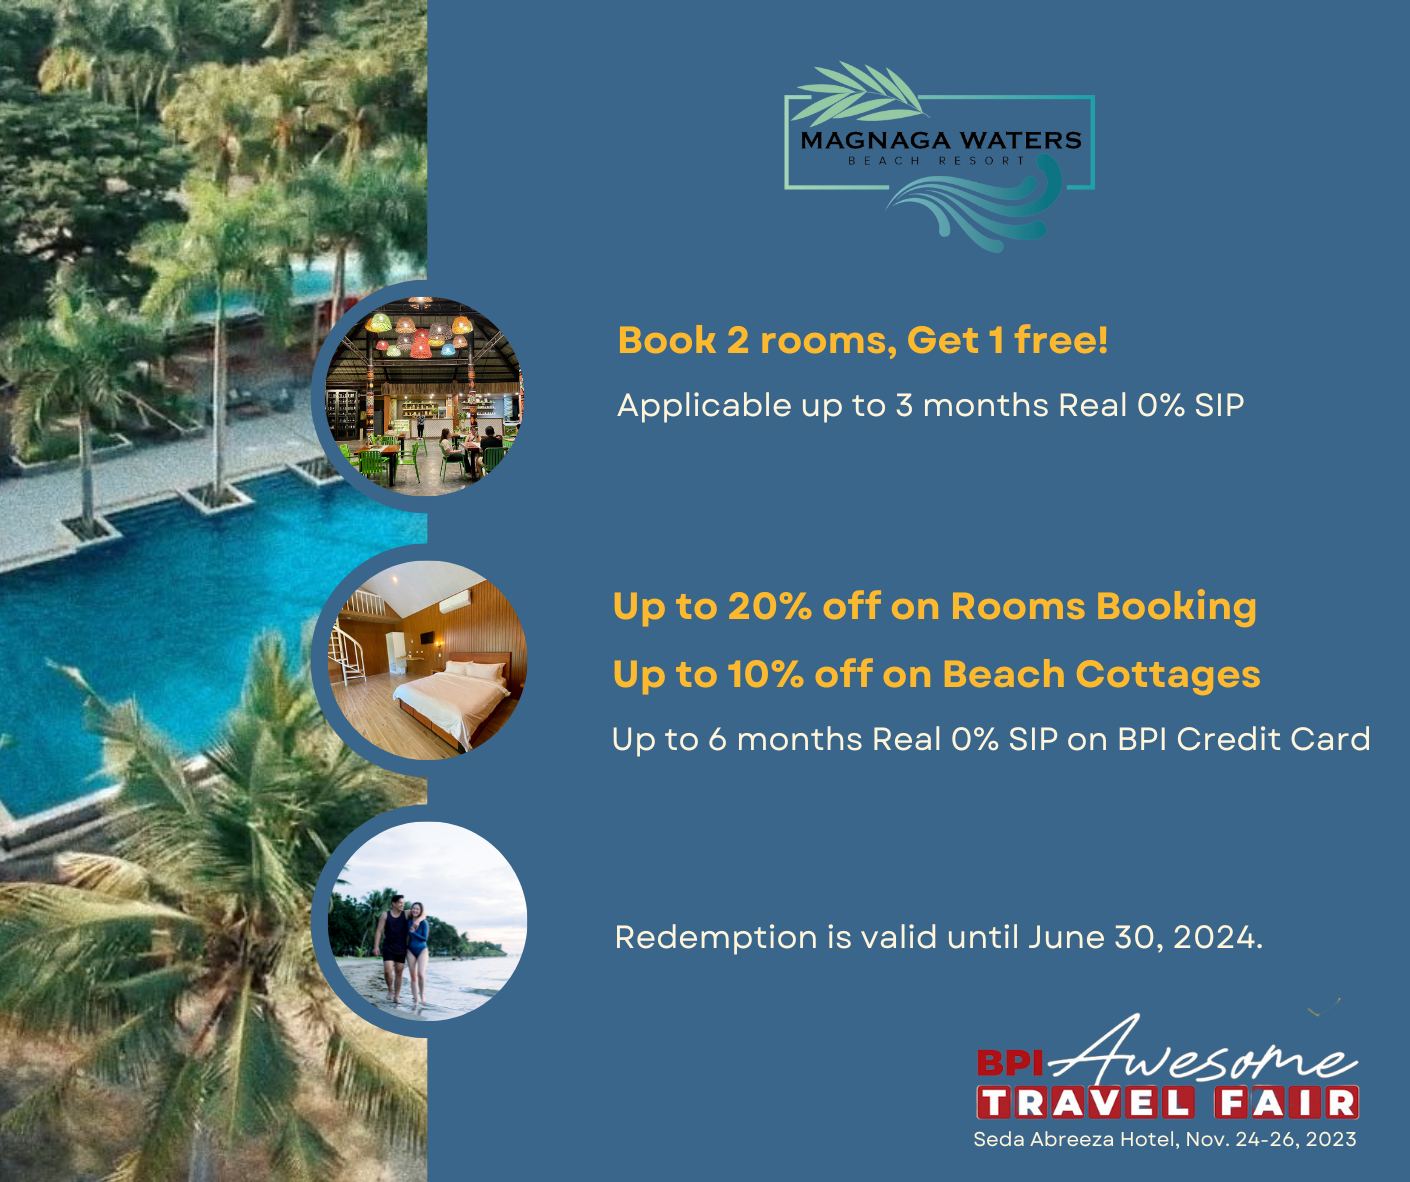 MAGNAGA WATERS
BEACH RESORT
Book 2 rooms, Get 1 free!
Applicable up to 3 months Real 0% SIP
Up to 20% off on Rooms Booking
Up to 10% off on Beach Cottages
Up to 6 months Real 0% SIP on BPI Credit Card
Redemption is valid until June 30, 2024.
BPI Awesome
TRAVEL FAIR
Seda Abreeza Hotel, Nov. 24-26, 2023